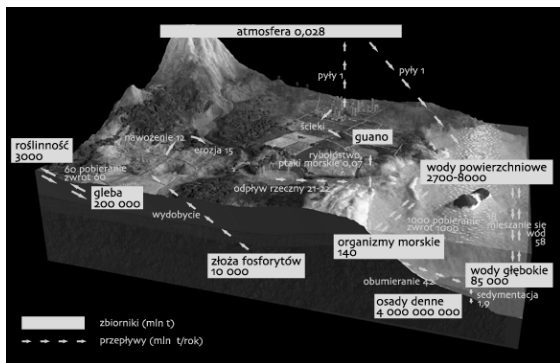 atmosfera 0,028
pyły 1
pyły 1
ścieki
guano
nawożenie 12
erozja 15
roślinność
3000
rybołóstwo,
ptaki morskie 0,07
wody powierzchniowe
2700-8000
60 pobieranie
zwrot 60
gleba
200 000
odpływ rzeczny 21-22
wydobycie
1000 pobieranie
zwrot 1000
18
mieszanie się
wód
58
organizmy morskie
140
złoża fosforytów
10 000
wody głębokie
85 000
obumieranie 42
sedymentacja
1,9
osady denne
4 000 000 000
zbiorniki (mln t)
przepływy (mln t/rok)